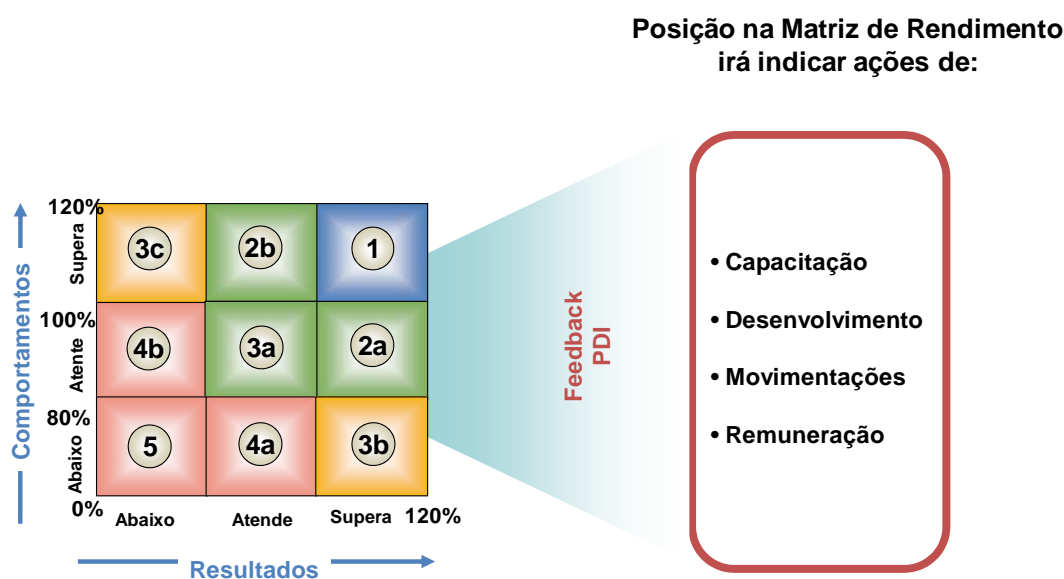 Posição na Matriz de Rendimento
irá indicar ações de:
120%
Supera
3c
2b
1
100%
Atente
4b
3a
2a
80%
Abaixo
5
4a
3b
0%
Abaixo
Atende
Supera
120%
Comportamentos
Resultados
Feedback
PDI
• Capacitação
• Desenvolvimento
• Movimentações
• Remuneração